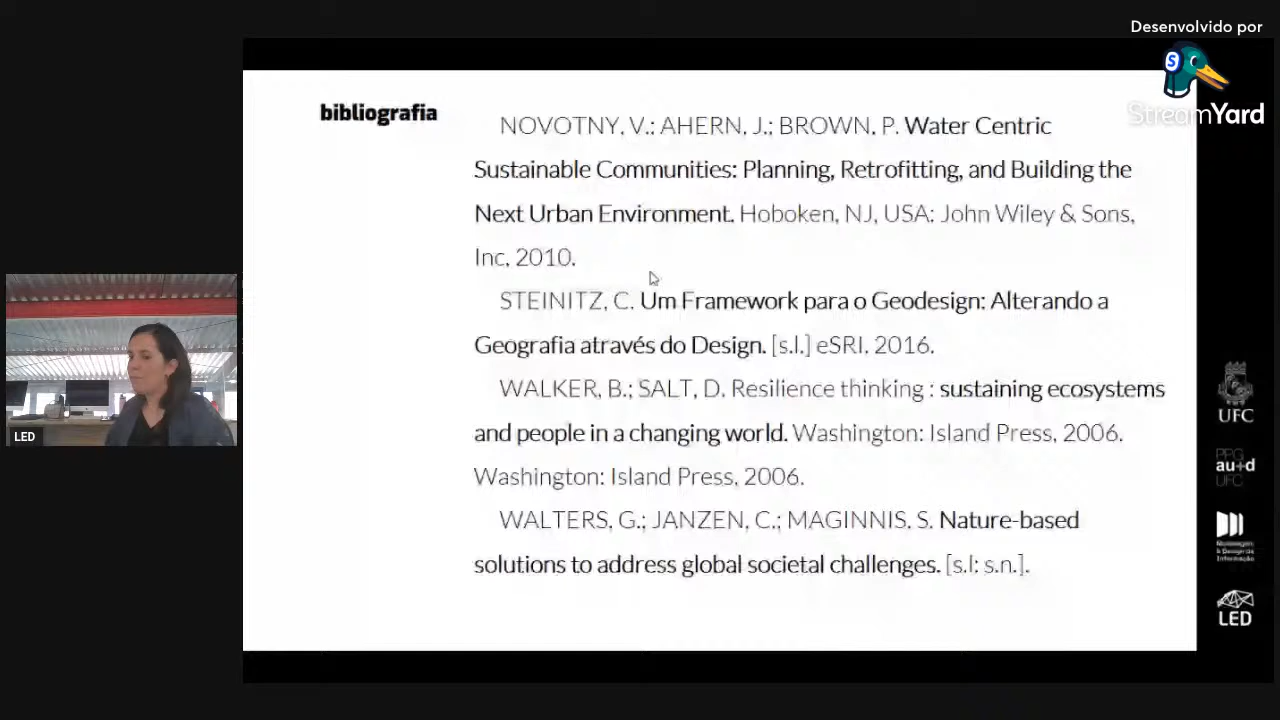 Desenvolvido por
StreamYard
bibliografia
NOVOTNY, V.; AHERN, J.; BROWN, P. Water Centric
Sustainable Communities: Planning, Retrofitting, and Building the
Next Urban Environment. Hoboken, NJ, USA: John Wiley & Sons,
Inc, 2010.
STEINITZ, C. Um Framework para o Geodesign: Alterando a
Geografia através do Design. [s.l.] eSRI, 2016.
WALKER, B.; SALT, D. Resilience thinking : sustaining ecosystems
and people in a changing world. Washington: Island Press, 2006.
Washington: Island Press, 2006.
WALTERS, G.; JANZEN, C.; MAGINNIS, S. Nature-based
solutions to address global societal challenges. [s.l: s.n.].
LED
UFC
PPG
au+d
UFC
LED